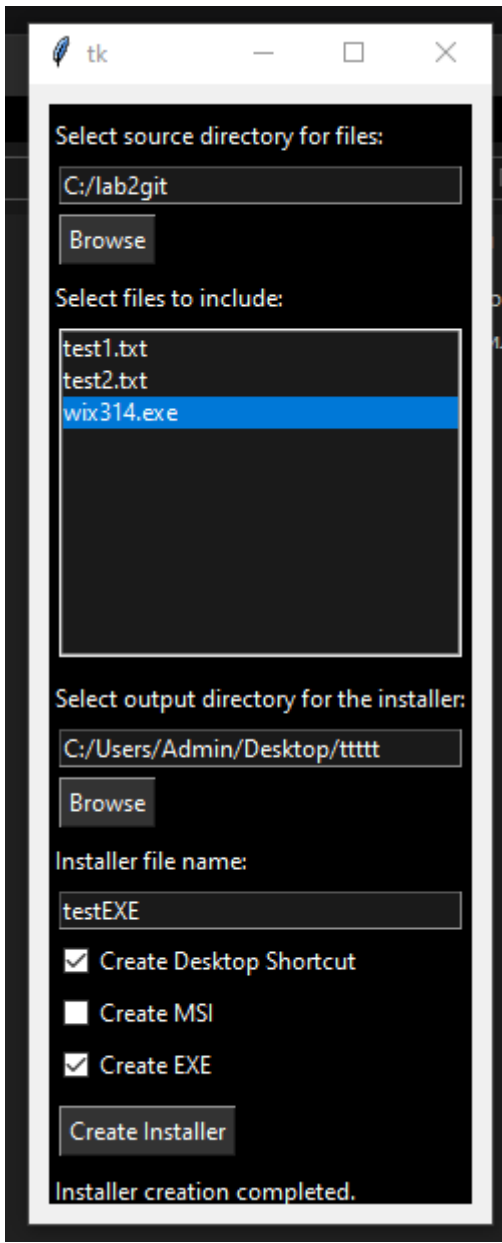 tk
Select source directory for files:
C:/lab2git
Browse
Select files to include:
test1.txt
test2.txt
wix314.exe
Select output directory for the installer:
C:/Users/Admin/Desktop/ttttt
Browse
Installer file name:
testEXE
Create Desktop Shortcut
Create MSI
Create EXE
Create Installer
Installer creation completed.